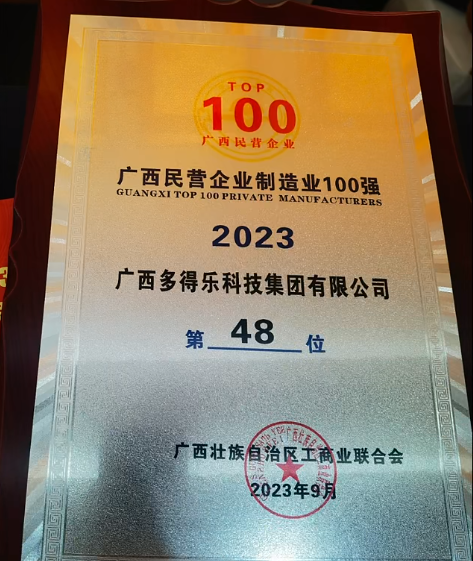 TOP
100
广西民营企业
广西民营企业制造业100强
GUANGXI TOP 100 PRIVATE MANUFACTURERS
2023
广西多得乐科技集团有限公司
第 48 位
广西壮族自治区工商业联合会
2023年9月